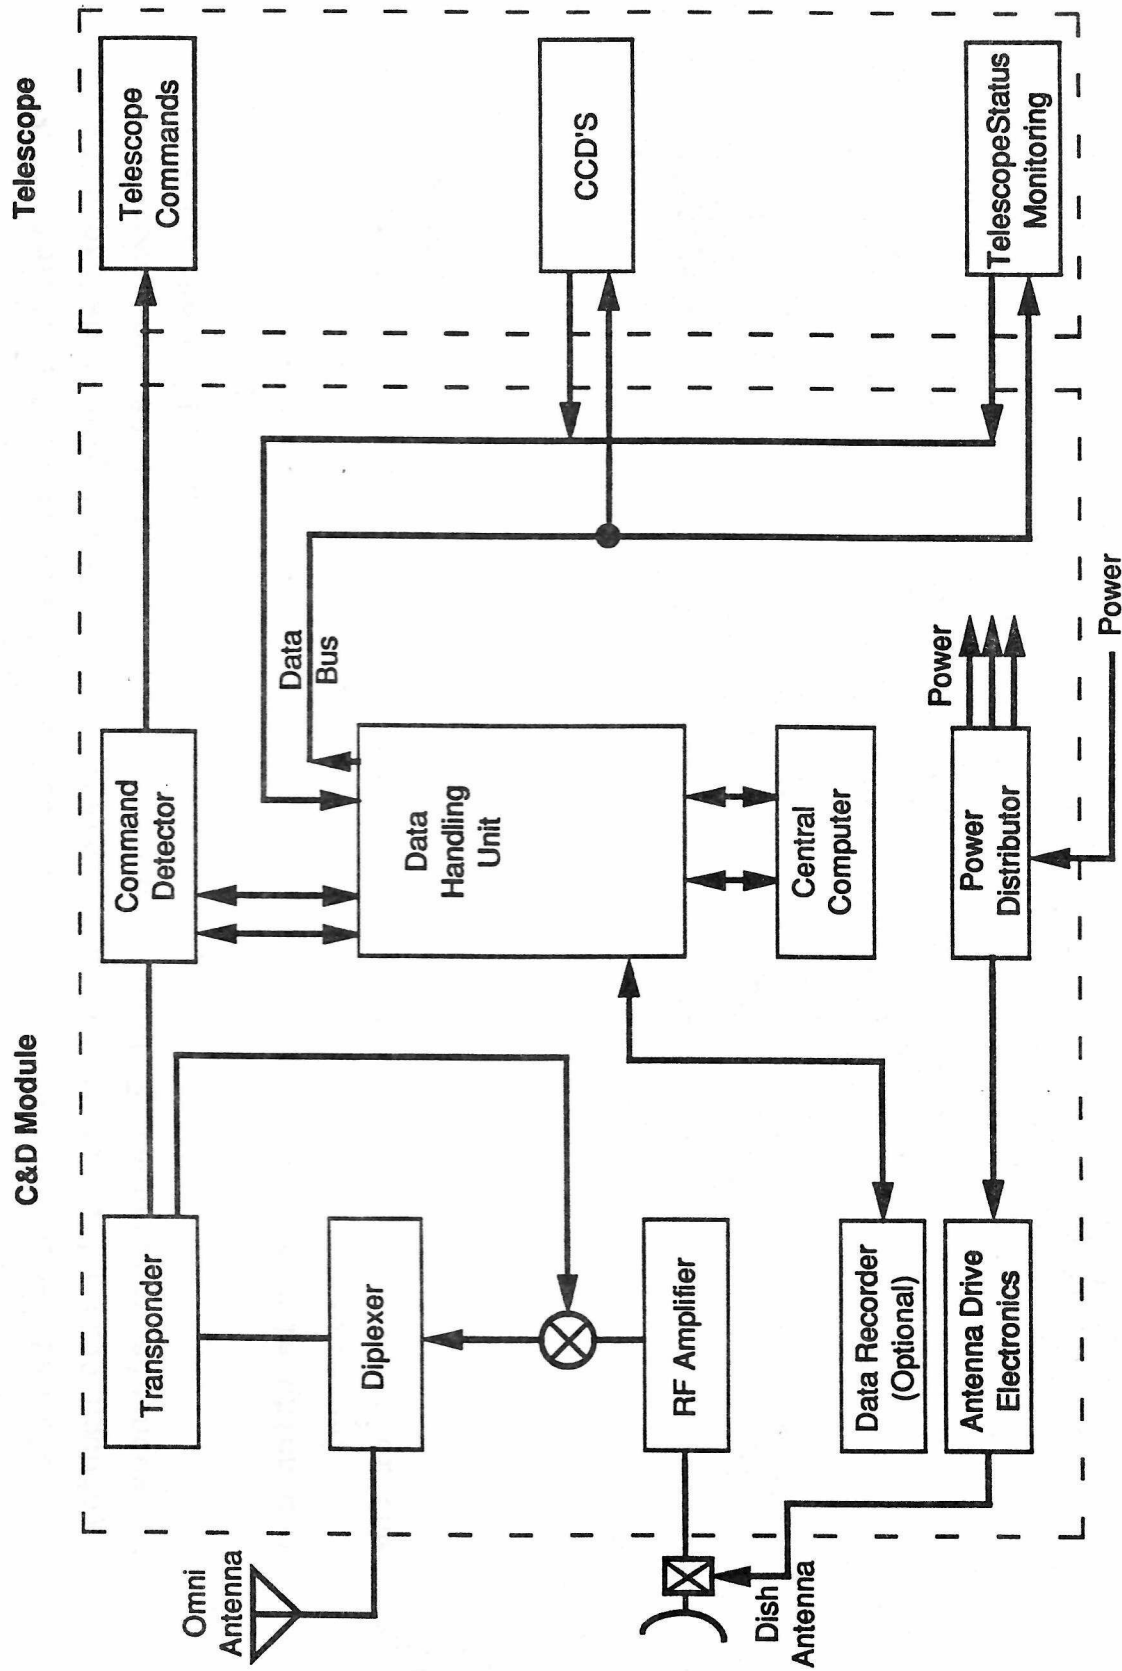 C&D Module
Telescope
Omni
Antenna
Transponder
Command
Detector
Telescope
Commands
Diplexer
Data
Bus
Data
Handling
Unit
CCD'S
RF Amplifier
Dish
Antenna
Central
Computer
Data Recorder
(Optional)
Antenna Drive
Electronics
Power
Distributor
Power
Power
TelescopeStatus
Monitoring